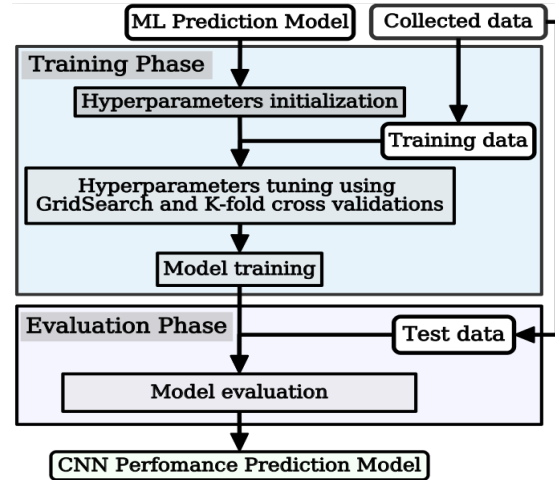 ML Prediction Model
Collected data
Training Phase
Hyperparameters initialization
Training data
Hyperparameters tuning using
GridSearch and K-fold cross validations
Model training
Evaluation Phase
Test data
Model evaluation
CNN Perfomance Prediction Model